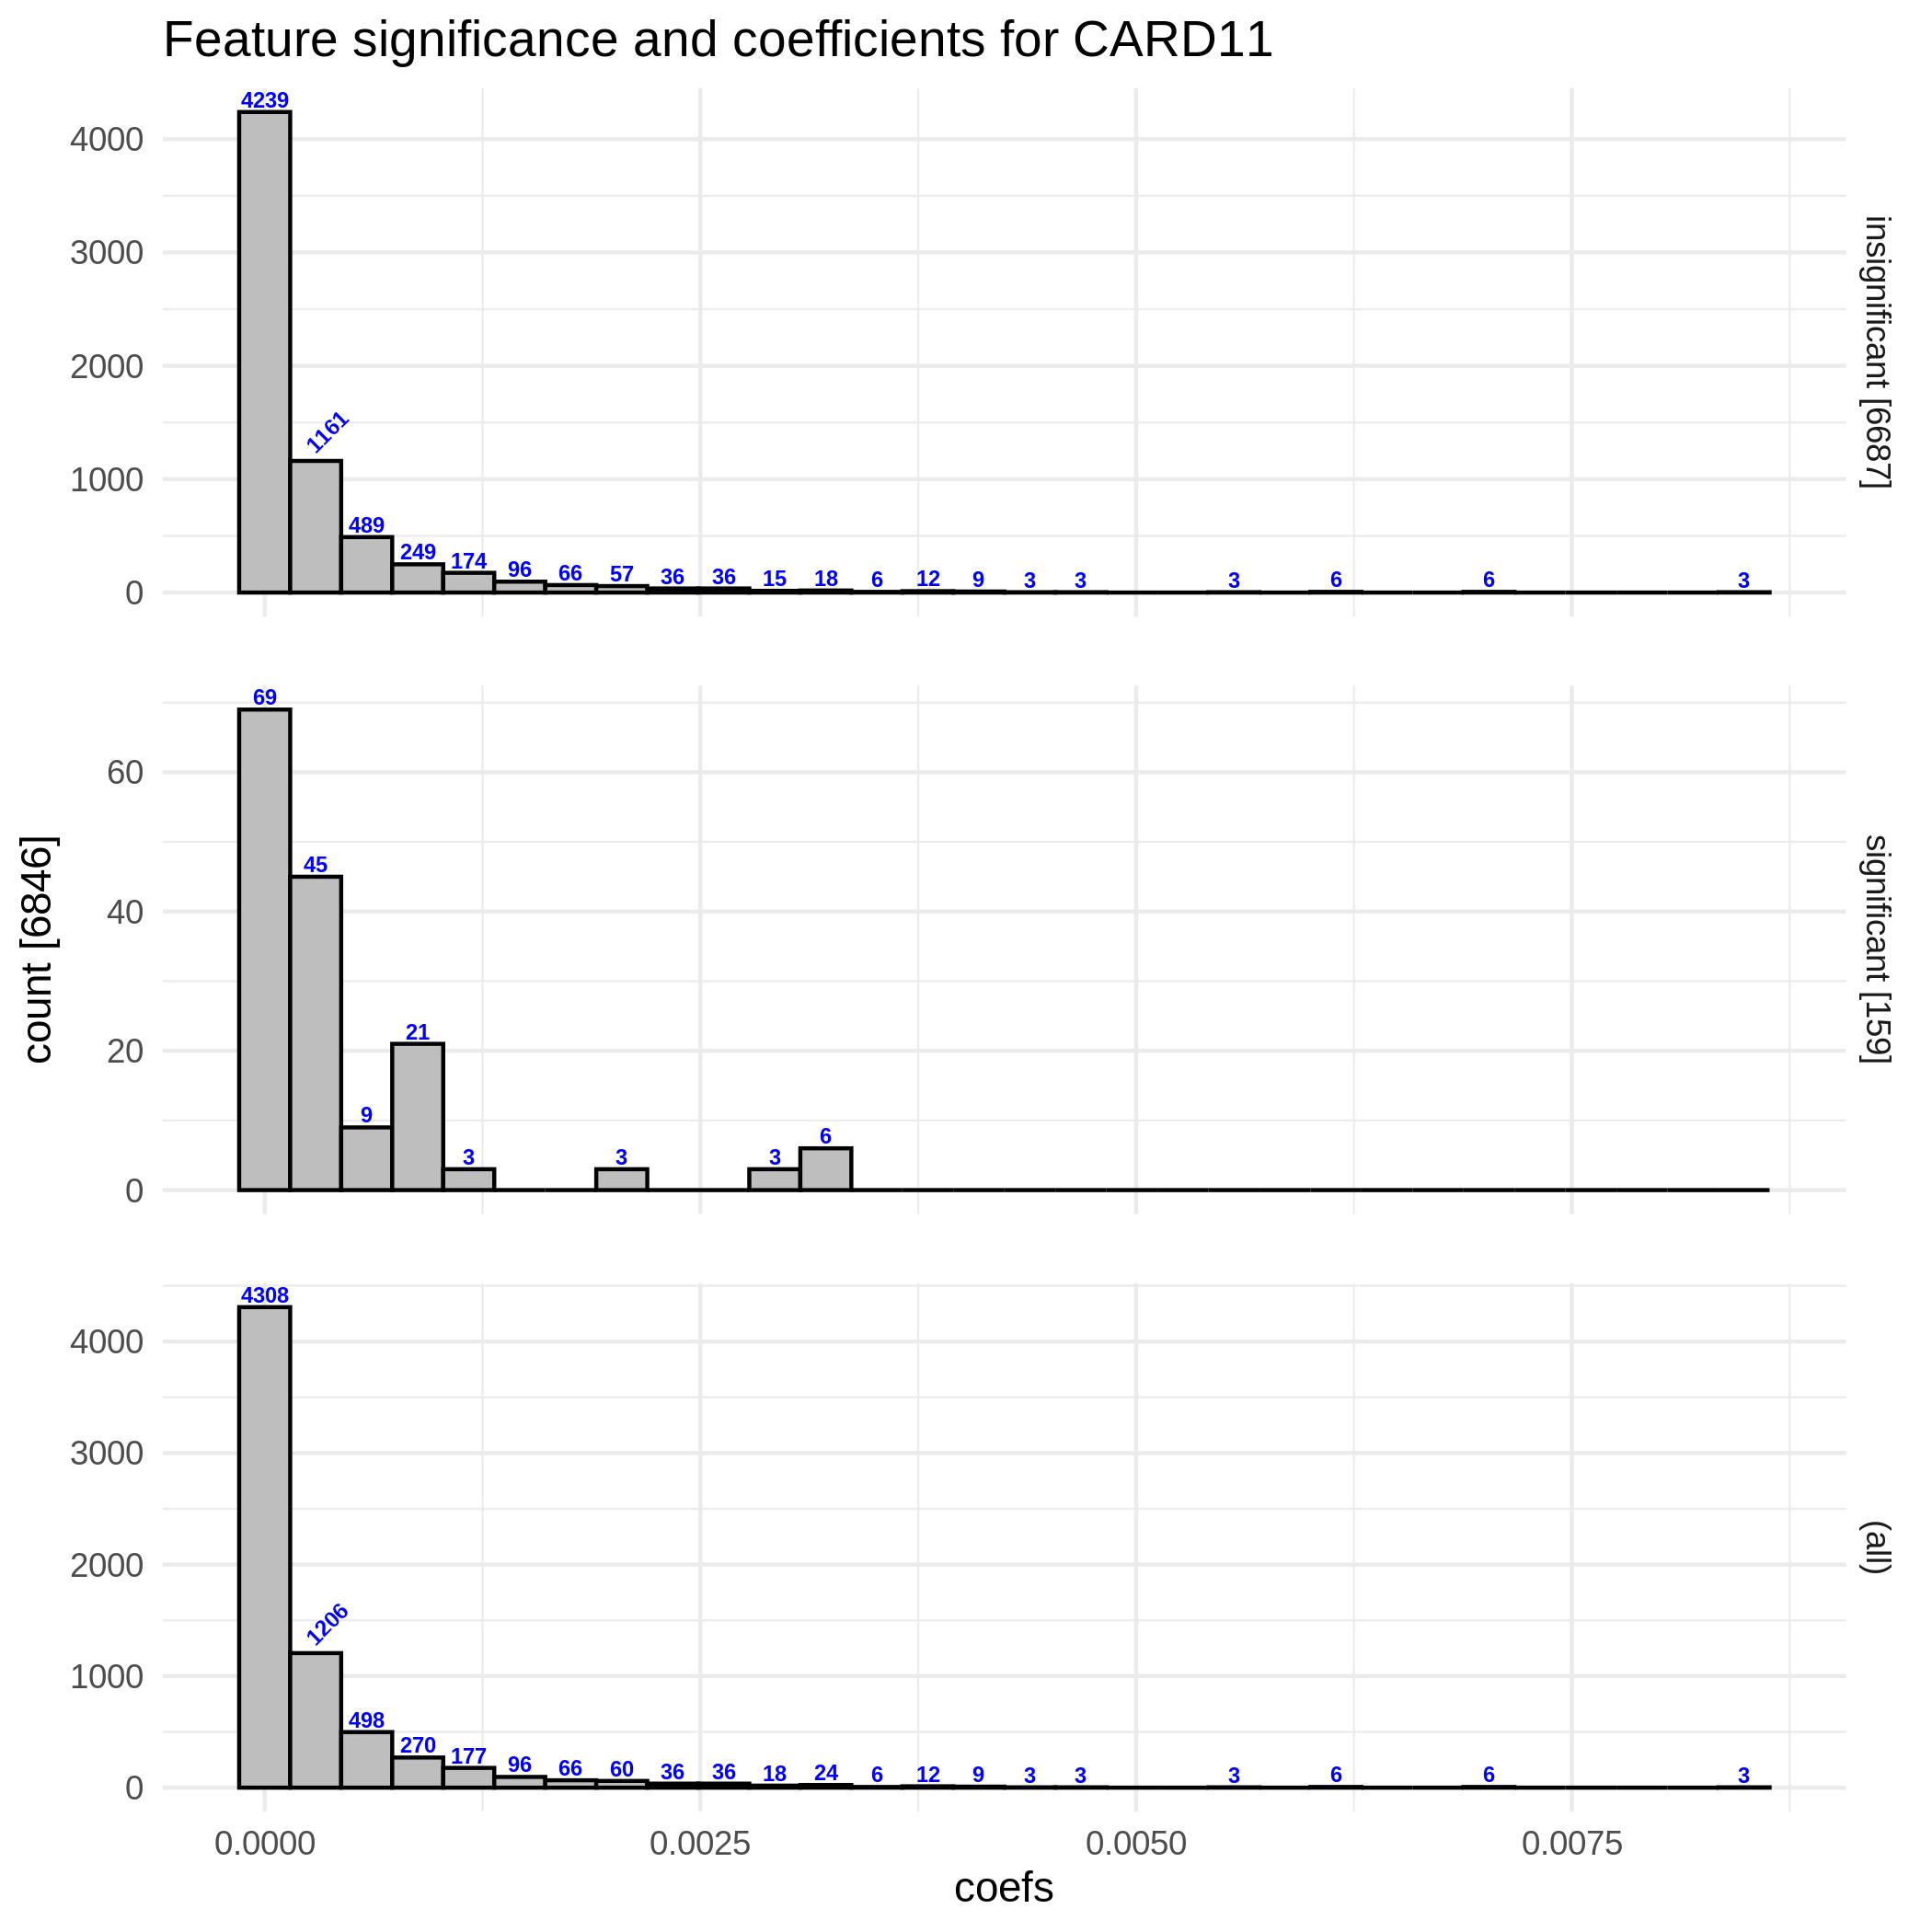 Feature significance and coefficients for CARD11
4239
4000
3000
2000
1161
1000
489
249 174 96 66 57 36 36 15 18 6 12 9 3 3 3 6 6 3
0
insignificant [6687]
69
60
45
40
21
20
9
3 3 3 6
0
count [6846]
significant [159]
4308
4000
3000
2000
1206
1000
498
270 177 96 66 60 36 36 18 24 6 12 9 3 3 3 6 6 3
0
(all)
0.0000 0.0025 0.0050 0.0075
coefs